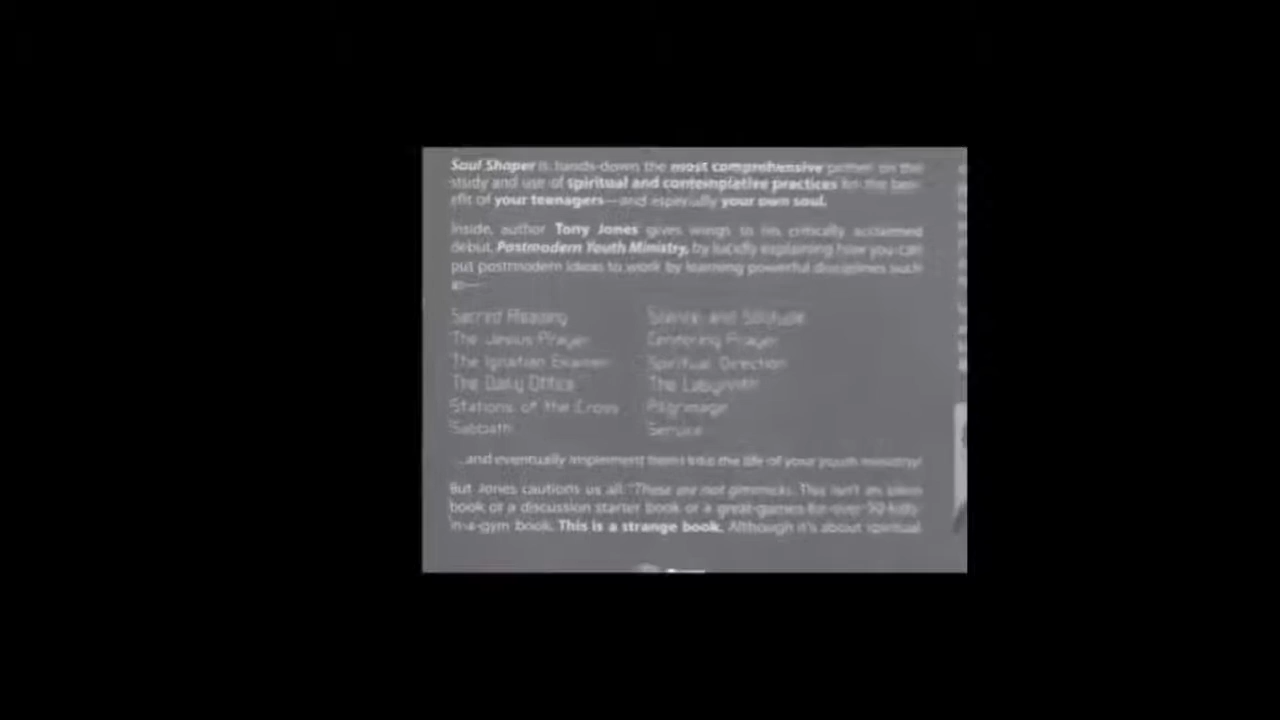 Soul Shaper is hands-down the most comprehensive primer on the
study and use of spiritual and contemplative practices for the ben-
efit of your teenagers—and especially your own soul.
Inside, author Tony Jones gives wings to his critically acclaimed
debut, Postmodern Youth Ministry, by lucidly explaining how you can
put postmodern ideas to work by learning powerful disciplines such
as—
Sacred Reading
The Jesus Prayer
The Ignatian Examen
The Daily Office
Stations of the Cross
Sabbath
Silence and Solitude
Centering Prayer
Spiritual Direction
The Labyrinth
Pilgrimage
Service
...and eventually implement them into the life of your youth ministry!
But Jones cautions us all: "These are not gimmicks. This isn't an
book or a discussion starter book or a great-games-for-over-
in-a-gym book. This is a strange book. Although it's about spiritual